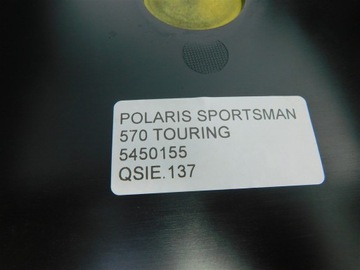 POLARIS SPORTSMAN
570 TOURING
5450155
QSIE.137